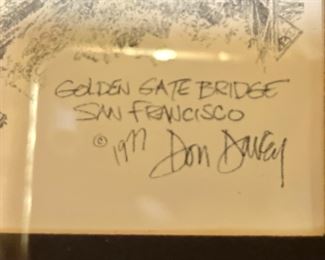 GOLDEN GATE BRIDGE
SAN FRANCISCO
© 1977 Don Davey